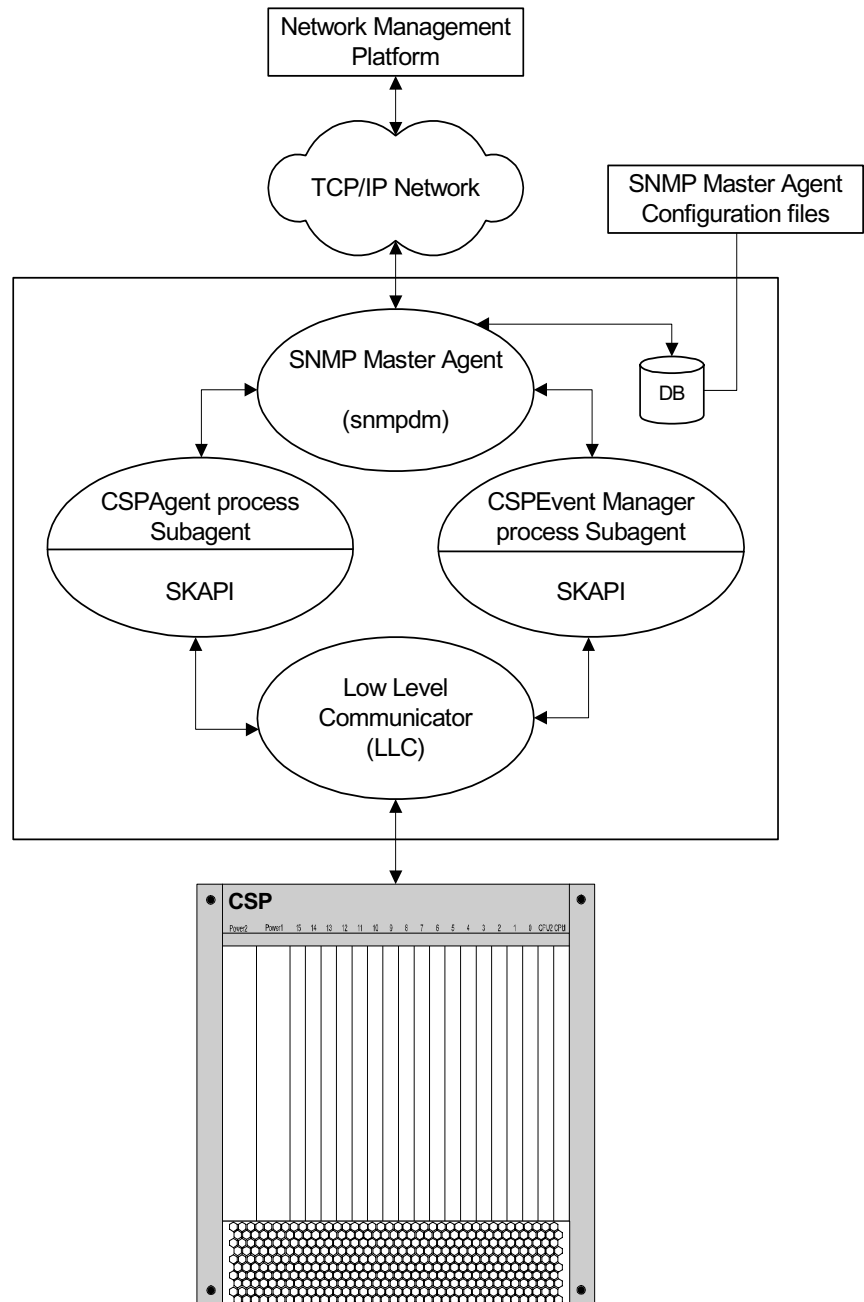 Network Management
Platform
TCP/IP Network
SNMP Master Agent
Configuration files
SNMP Master Agent
(snmpdm)
DB
CSPAgent process
Subagent
SKAPI
CSPEvent Manager
process Subagent
SKAPI
Low Level
Communicator
(LLC)
CSP
Power2 Power1 15 14 13 12 11 10 9 8 7 6 5 4 3 2 1 0 CPU2 CPU1